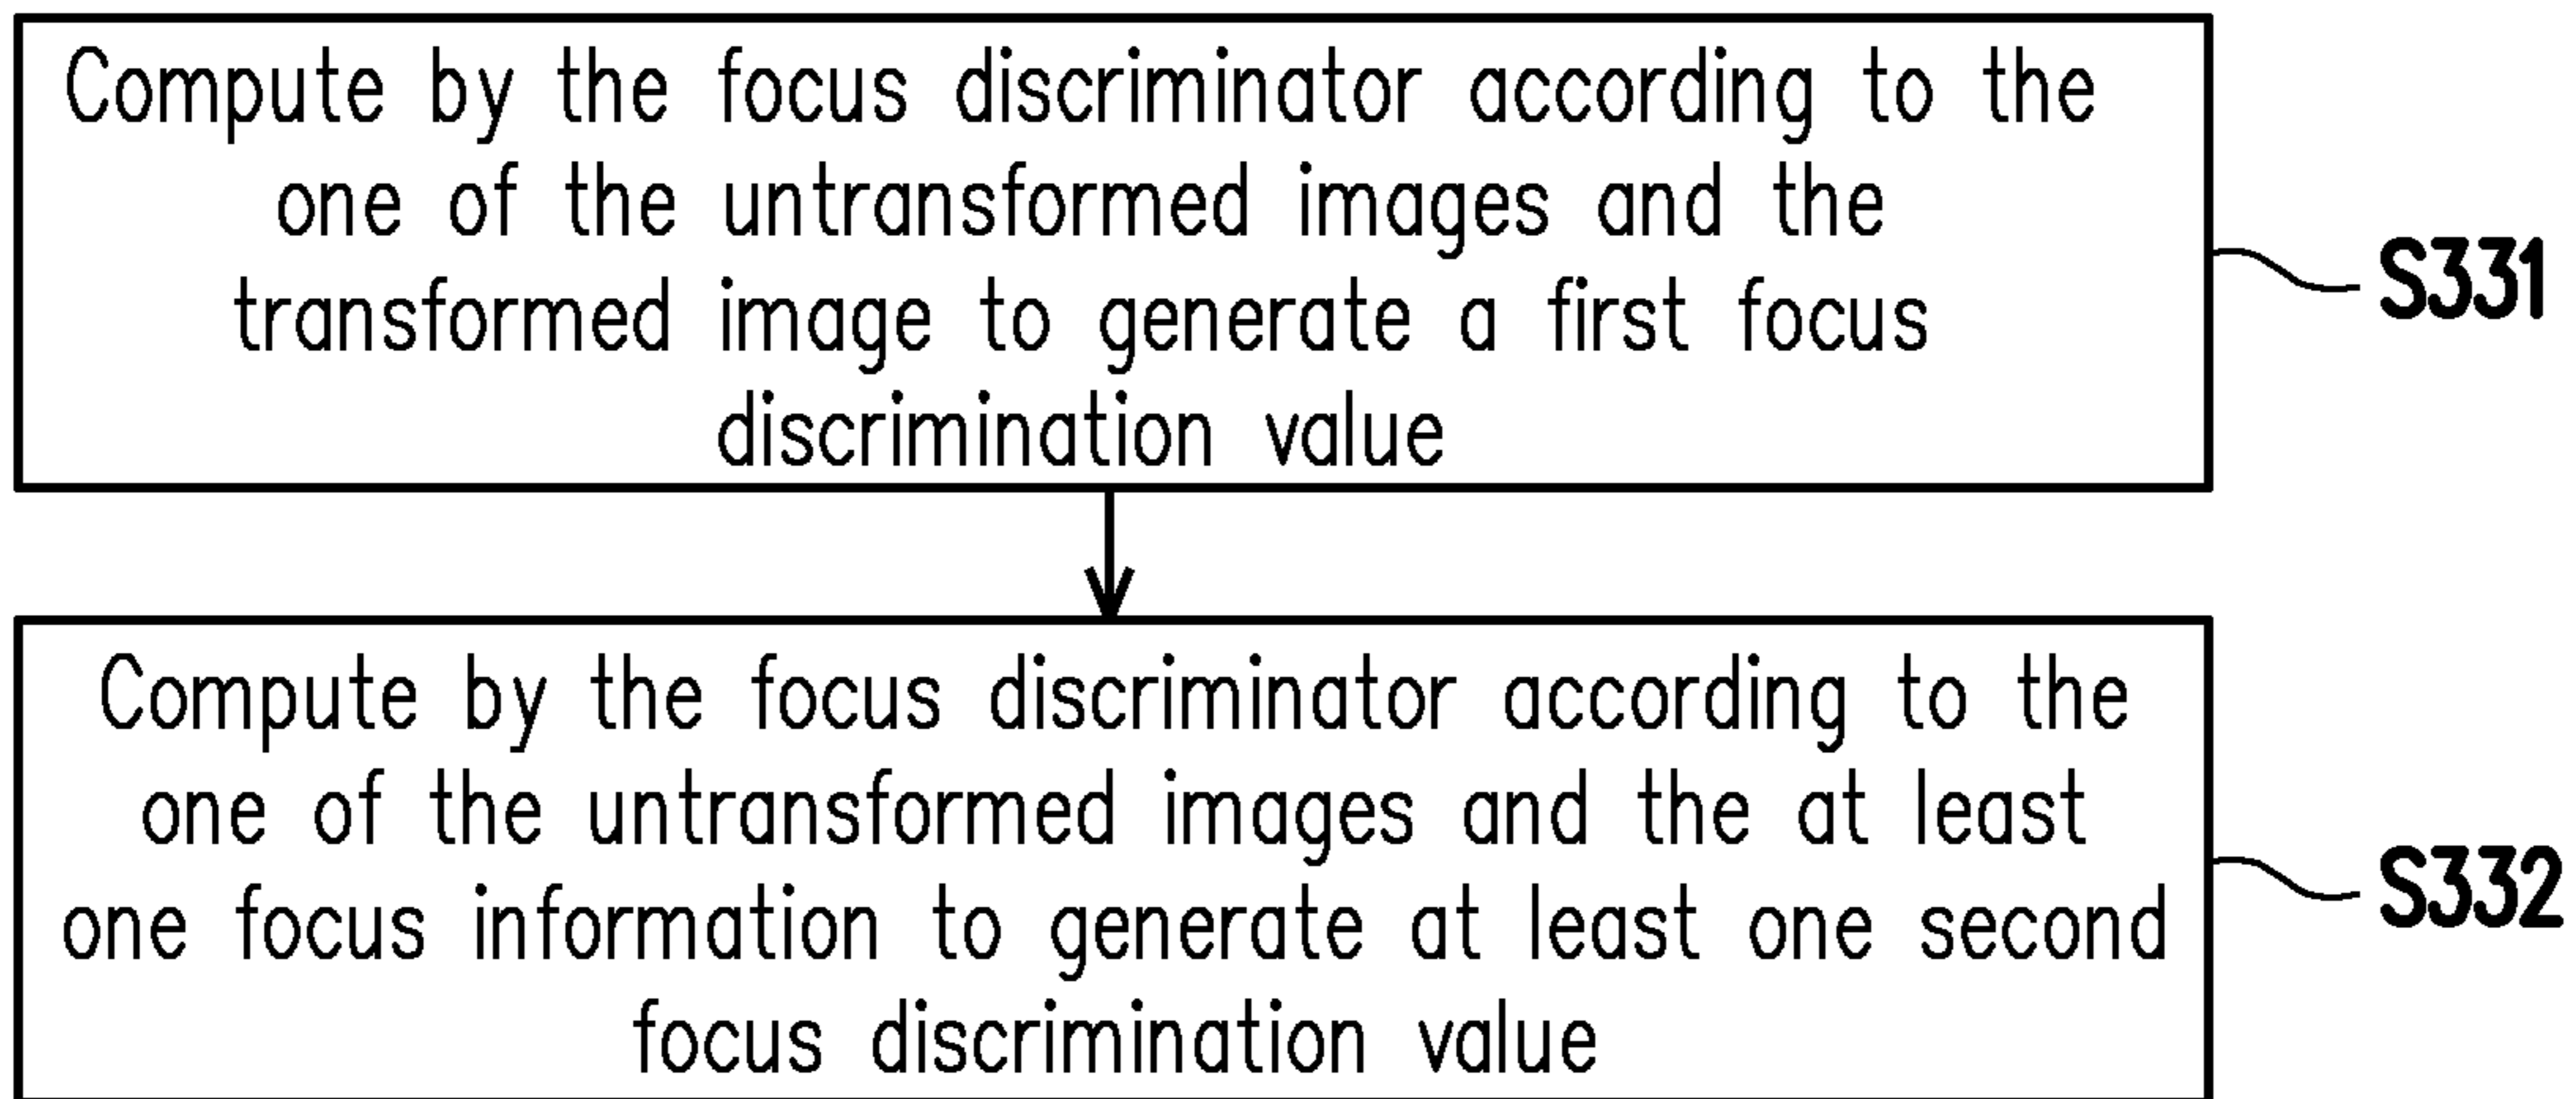 Compute by the focus discriminator according to the
one of the untransformed images and the
transformed image to generate a first focus
discrimination value
S331
Compute by the focus discriminator according to the
one of the untransformed images and the at least
one focus information to generate at least one second
focus discrimination value
S332